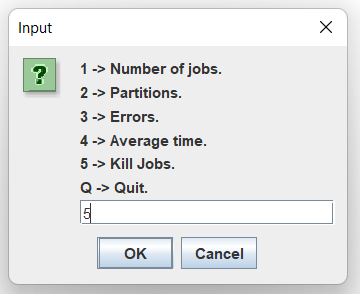 Input
1 -> Number of jobs.
2 -> Partitions.
3 -> Errors.
4 -> Average time.
5 -> Kill Jobs.
Q -> Quit.
5
OK Cancel